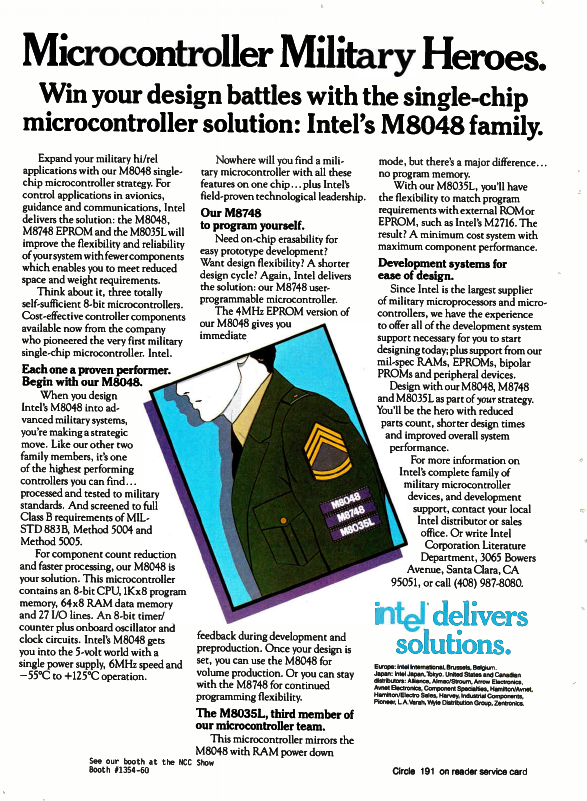 Microcontroller Military Heroes.
Win your design battles with the single-chip
microcontroller solution: Intel's M8048 family.
Expand your military hi/rel
applications with our M8048 single-
chip microcontroller strategy. For
control applications in avionics,
guidance and communications, Intel
delivers the solution: the M8048,
M8748 EPROM and the M8035L will
improve the flexibility and reliability
of your system with fewer components
which enables you to meet reduced
space and weight requirements.
Think about it, three totally
self-sufficient 8-bit microcontrollers.
Cost-effective controller components
available now from the company
who pioneered the very first military
single-chip microcontroller. Intel.
Each one a proven performer.
Begin with our M8048.
When you design
Intel's M8048 into ad-
vanced military systems,
you're making a strategic
move. Like our other two
family members, it's one
of the highest performing
controllers you can find...
processed and tested to military
standards. And screened to full
Class B requirements of MIL-
STD 883B, Method 5004 and
Method 5005.
For component count reduction
and faster processing, our M8048 is
your solution. This microcontroller
contains an 8-bit CPU, 1Kx8 program
memory, 64x8 RAM data memory
and 27 I/O lines. An 8-bit timer/
counter plus onboard oscillator and
clock circuits. Intel's M8048 gets
you into the 5-volt world with a
single power supply, 6MHz speed and
−55°C to +125°C operation.
Nowhere will you find a mili-
tary microcontroller with all these
features on one chip...plus Intel's
field-proven technological leadership.
Our M8748
to program yourself.
Need on-chip erasability for
easy prototype development?
Want design flexibility? A shorter
design cycle? Again, Intel delivers
the solution: our M8748 user-
programmable microcontroller.
The 4MHz EPROM version of
our M8048 gives you
immediate
M8048
M8748
M8035L
feedback during development and
preproduction. Once your design is
set, you can use the M8048 for
volume production. Or you can stay
with the M8748 for continued
programming flexibility.
The M8035L, third member of
our microcontroller team.
This microcontroller mirrors the
M8048 with RAM power down
mode, but there's a major difference...
no program memory.
With our M8035L, you'll have
the flexibility to match program
requirements with external ROM or
EPROM, such as Intel's M2716. The
result? A minimum cost system with
maximum component performance.
Development systems for
ease of design.
Since Intel is the largest supplier
of military microprocessors and micro-
controllers, we have the experience
to offer all of the development system
support necessary for you to start
designing today; plus support from our
mil-spec RAMs, EPROMs, bipolar
PROMs and peripheral devices.
Design with our M8048, M8748
and M8035L as part of your strategy.
You'll be the hero with reduced
parts count, shorter design times
and improved overall system
performance.
For more information on
Intel's complete family of
military microcontroller
devices, and development
support, contact your local
Intel distributor or sales
office. Or write Intel
Corporation Literature
Department, 3065 Bowers
Avenue, Santa Clara, CA
95051, or call (408) 987-8080.
intel delivers
solutions.
Europe: Intel International, Brussels, Belgium.
Japan: Intel Japan, Tokyo. United States and Canadian
distributors: Alliance, Almac/Stroum, Arrow Electronics,
Avnet Electronics, Component Specialties, Hamilton/Avnet,
Hamilton/Electro Sales, Harvey, Industrial Components,
Pioneer, L.A. Varah, Wyle Distribution Group, Zentronics.
See our booth at the NCC Show
Booth #1354-60
Circle 191 on reader service card